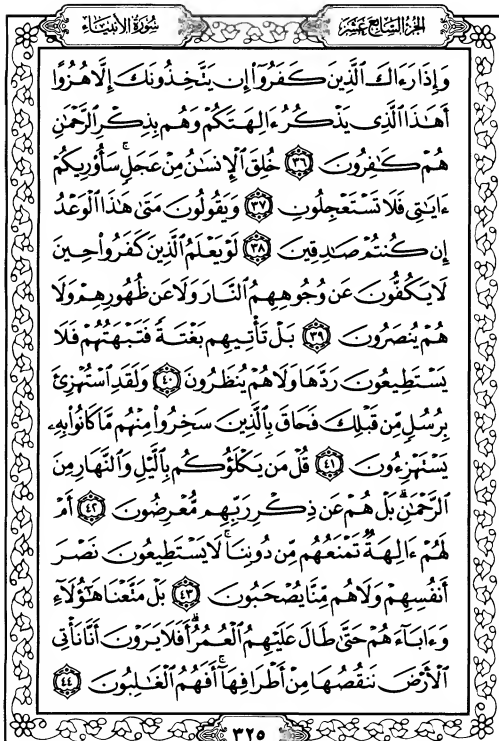 الجزء السابع عشر
سورة الأنبياء
وَإِذَا رَءَاكَ ٱلَّذِينَ كَفَرُوٓا۟ إِن يَتَّخِذُونَكَ إِلَّا هُزُوًا
أَهَٰذَا ٱلَّذِى يَذْكُرُ ءَالِهَتَكُمْ وَهُم بِذِكْرِ ٱلرَّحْمَٰنِ
هُمْ كَٰفِرُونَ ٣٦ خُلِقَ ٱلْإِنسَٰنُ مِنْ عَجَلٍ ۚ سَأُو۟رِيكُمْ
ءَايَٰتِى فَلَا تَسْتَعْجِلُونِ ٣٧ وَيَقُولُونَ مَتَىٰ هَٰذَا ٱلْوَعْدُ
إِن كُنتُمْ صَٰدِقِينَ ٣٨ لَوْ يَعْلَمُ ٱلَّذِينَ كَفَرُوا۟ حِينَ
لَا يَكُفُّونَ عَن وُجُوهِهِمُ ٱلنَّارَ وَلَا عَن ظُهُورِهِمْ وَلَا
هُمْ يُنصَرُونَ ٣٩ بَلْ تَأْتِيهِم بَغْتَةً فَتَبْهَتُهُمْ فَلَا
يَسْتَطِيعُونَ رَدَّهَا وَلَا هُمْ يُنظَرُونَ ٤٠ وَلَقَدِ ٱسْتُهْزِئَ
بِرُسُلٍ مِّن قَبْلِكَ فَحَاقَ بِٱلَّذِينَ سَخِرُوا۟ مِنْهُم مَّا كَانُوا۟ بِهِۦ
يَسْتَهْزِءُونَ ٤١ قُلْ مَن يَكْلَؤُكُم بِٱلَّيْلِ وَٱلنَّهَارِ مِنَ
ٱلرَّحْمَٰنِ ۗ بَلْ هُمْ عَن ذِكْرِ رَبِّهِم مُّعْرِضُونَ ٤٢ أَمْ
لَهُمْ ءَالِهَةٌ تَمْنَعُهُم مِّن دُونِنَا ۚ لَا يَسْتَطِيعُونَ نَصْرَ
أَنفُسِهِمْ وَلَا هُم مِّنَّا يُصْحَبُونَ ٤٣ بَلْ مَتَّعْنَا هَٰٓؤُلَآءِ
وَءَابَآءَهُمْ حَتَّىٰ طَالَ عَلَيْهِمُ ٱلْعُمُرُ ۗ أَفَلَا يَرَوْنَ أَنَّا نَأْتِى
ٱلْأَرْضَ نَنقُصُهَا مِنْ أَطْرَافِهَآ ۚ أَفَهُمُ ٱلْغَٰلِبُونَ ٤٤
٣٢٥